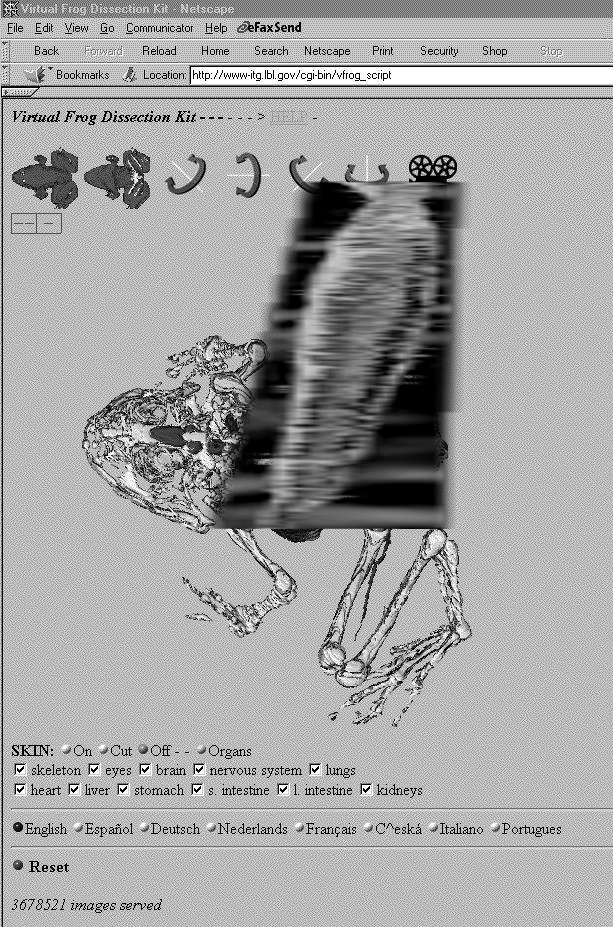 Virtual Frog Dissection Kit - Netscape
File Edit View Go Communicator Help eFaxSend
Back Forward Reload Home Search Netscape Print Security Shop Stop
Bookmarks Location: http://www-itg.lbl.gov/cgi-bin/vfrog_script
Virtual Frog Dissection Kit - - - - - - > HELP -
SKIN: On Cut Off - - Organs
skeleton eyes brain nervous system lungs
heart liver stomach s. intestine l. intestine kidneys
English Español Deutsch Nederlands Français C^eská Italiano Portugues
Reset
3678521 images served